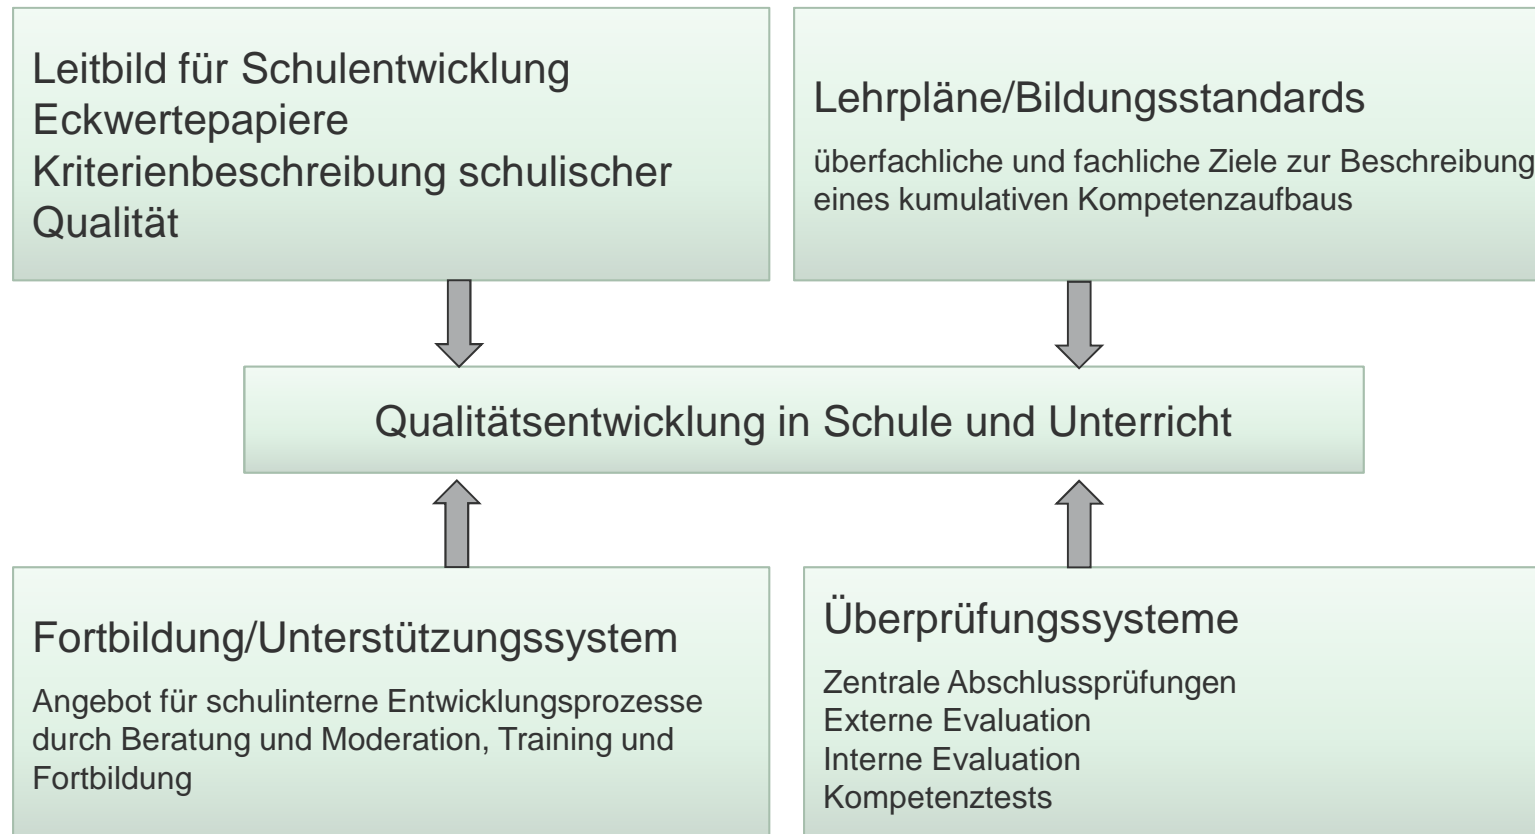 Leitbild für Schulentwicklung
Eckwertepapiere
Kriterienbeschreibung schulischer
Qualität
Lehrpläne/Bildungsstandards
überfachliche und fachliche Ziele zur Beschreibung
eines kumulativen Kompetenzaufbaus
Qualitätsentwicklung in Schule und Unterricht
Fortbildung/Unterstützungssystem
Angebot für schulinterne Entwicklungsprozesse
durch Beratung und Moderation, Training und
Fortbildung
Überprüfungssysteme
Zentrale Abschlussprüfungen
Externe Evaluation
Interne Evaluation
Kompetenztests